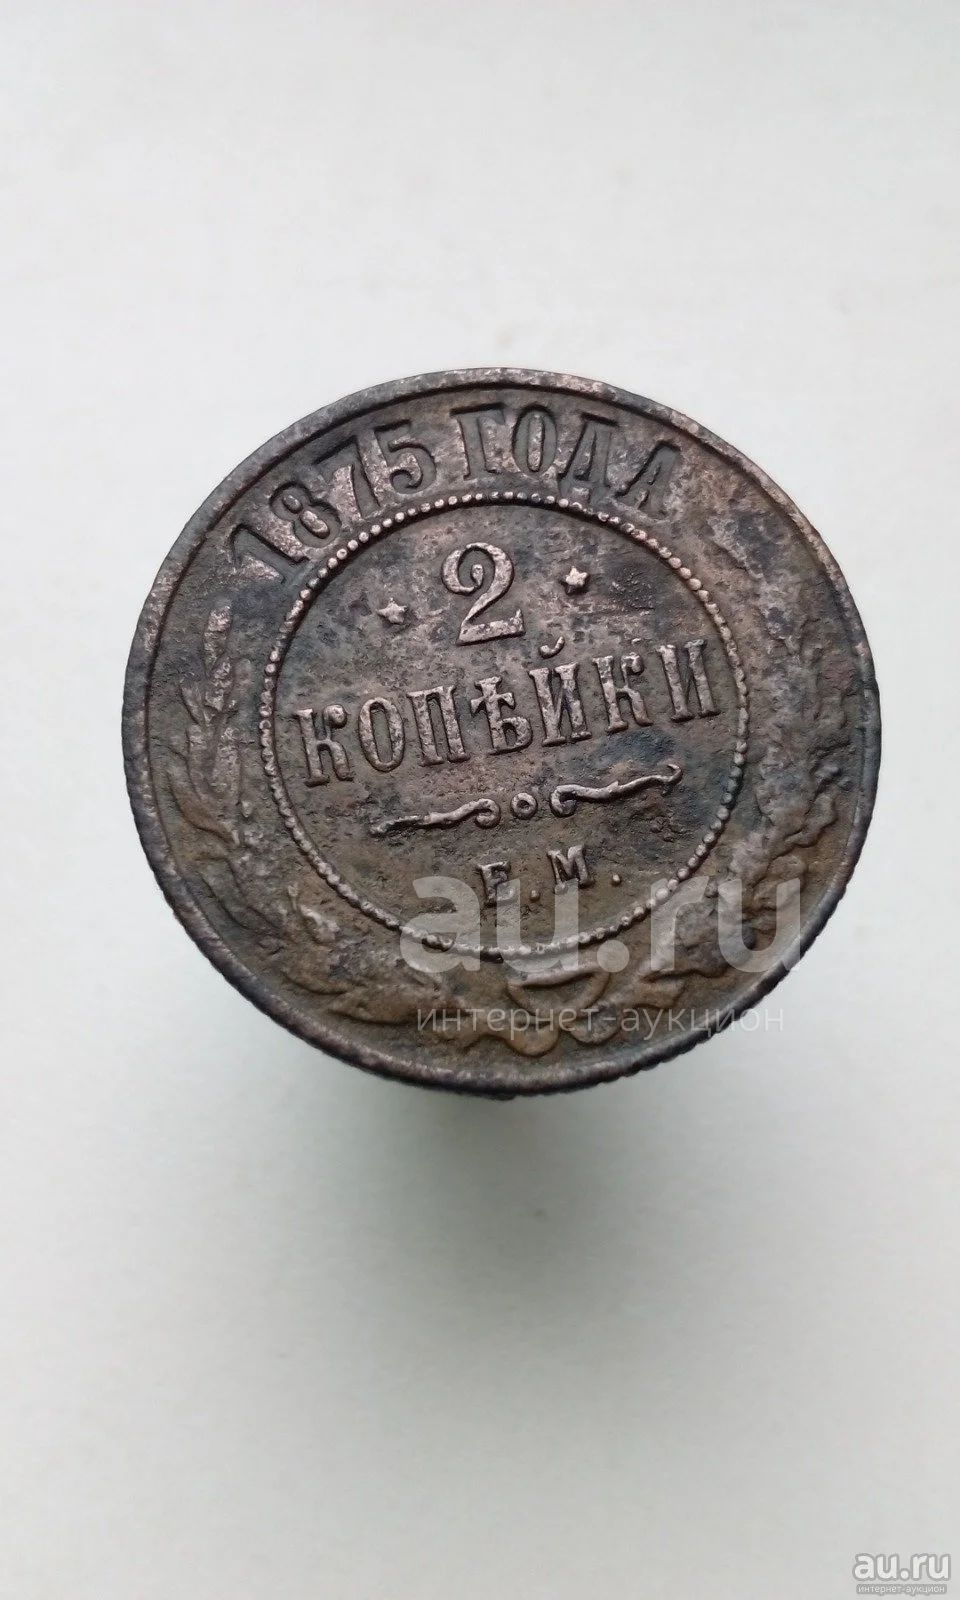 1875 ГОДА
2
КОПѢЙКИ
Е.М.
au.ru
интернет-аукцион
au.ru
интернет-аукцион